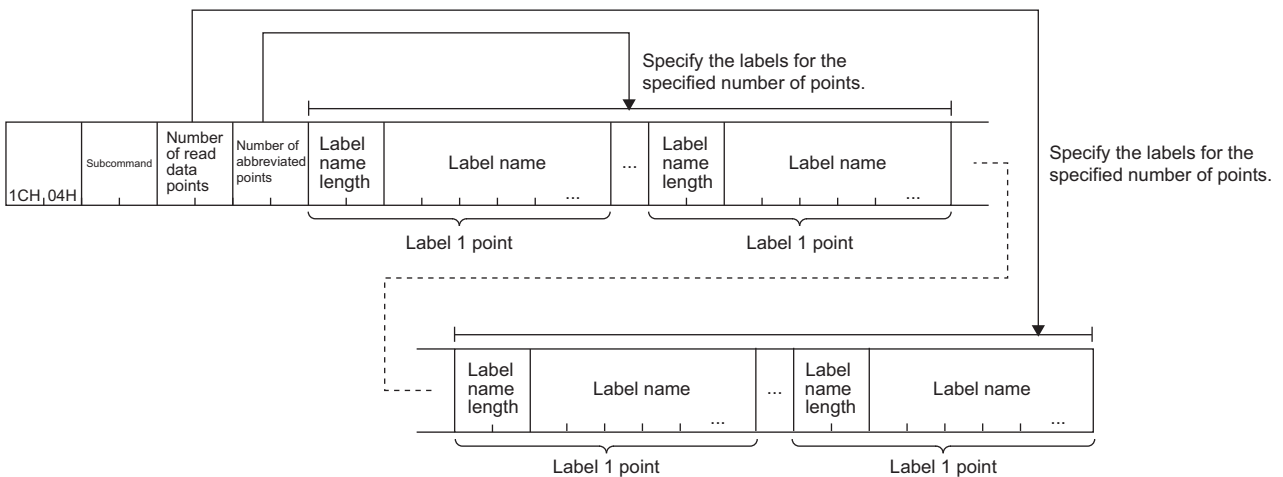 Specify the labels for the
specified number of points.
1CH, 04H
Subcommand
Number
of read
data
points
Number of
abbreviated
points
Label
name
length
Label name
...
...
Label
name
length
Label name
...
Label 1 point
Label 1 point
Specify the labels for the
specified number of points.
Label
name
length
Label name
...
...
Label
name
length
Label name
...
Label 1 point
Label 1 point